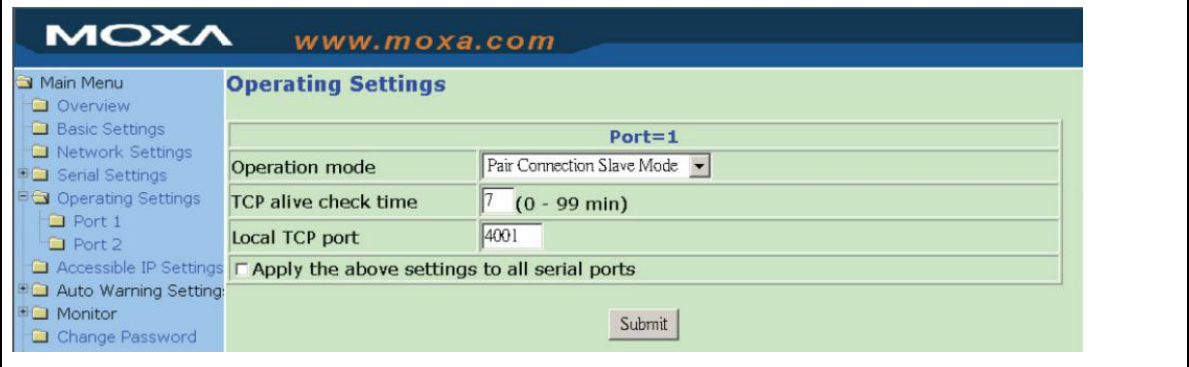 MOXA www.moxa.com
Main Menu
Overview
Basic Settings
Network Settings
Serial Settings
Operating Settings
Port 1
Port 2
Accessible IP Settings
Auto Warning Setting
Monitor
Change Password
Operating Settings
Port=1
Operation mode Pair Connection Slave Mode
TCP alive check time 7 (0 - 99 min)
Local TCP port 4001
Apply the above settings to all serial ports
Submit